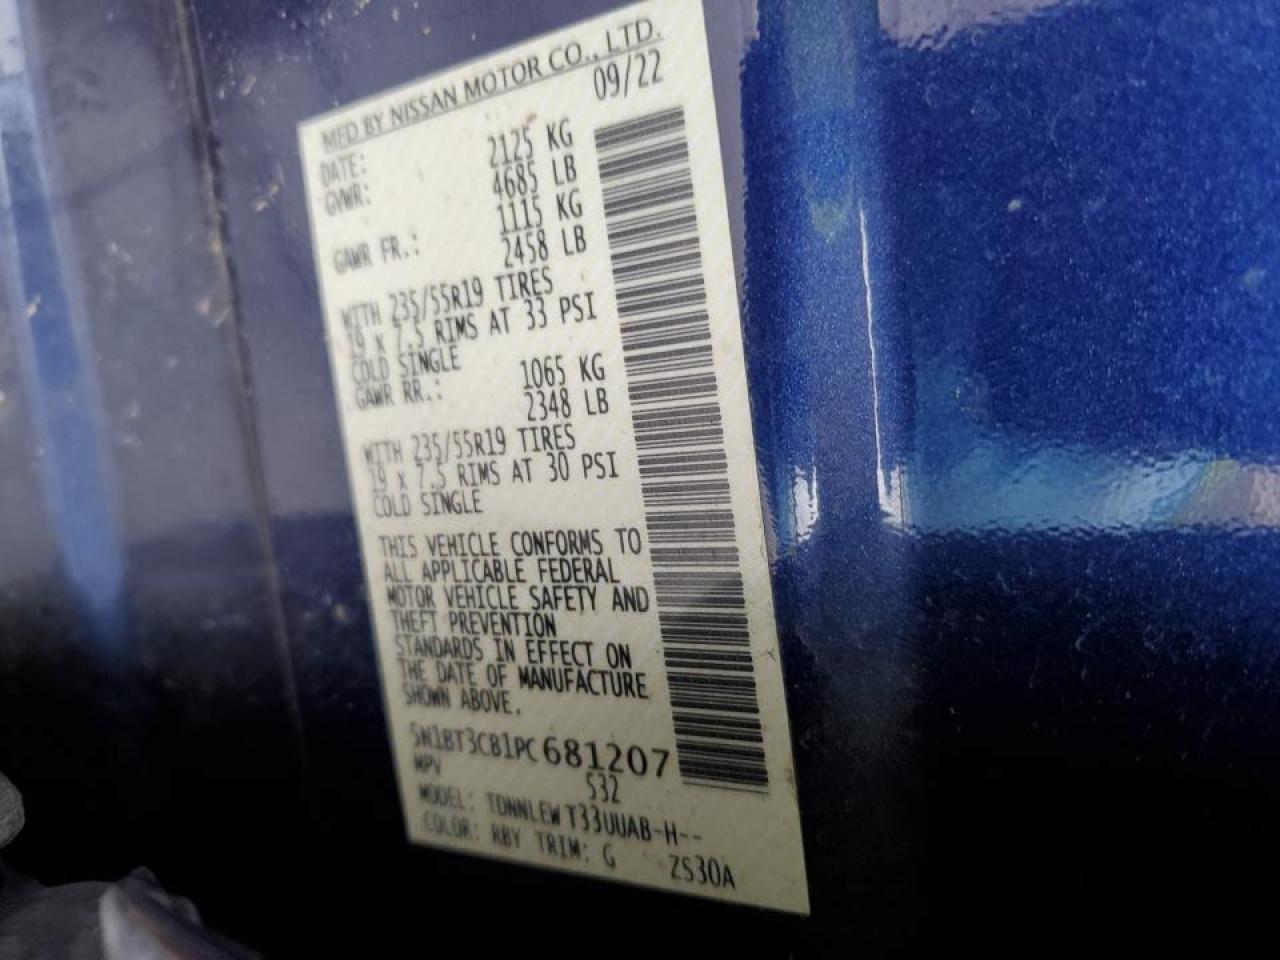 MFD BY NISSAN MOTOR CO., LTD.
DATE: 09/22
GVWR: 2125 KG
4685 LB
GAWR FR.: 1115 KG
2458 LB
WITH 235/55R19 TIRES
19 x 7.5 RIMS AT 33 PSI
COLD SINGLE
GAWR RR.: 1065 KG
2348 LB
WITH 235/55R19 TIRES
19 x 7.5 RIMS AT 30 PSI
COLD SINGLE
THIS VEHICLE CONFORMS TO
ALL APPLICABLE FEDERAL
MOTOR VEHICLE SAFETY AND
THEFT PREVENTION
STANDARDS IN EFFECT ON
THE DATE OF MANUFACTURE
SHOWN ABOVE.
5N1BT3CB1PC681207
MPV 532
MODEL: TDNNLEW T33UUAB-H--
COLOR: RBY TRIM: G ZS30A